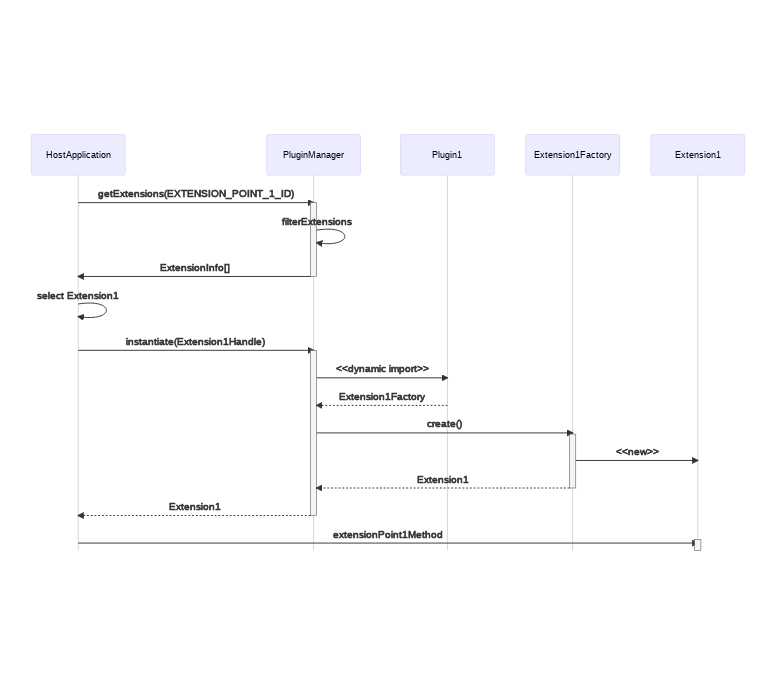 HostApplication
PluginManager
Plugin1
Extension1Factory
Extension1
getExtensions(EXTENSION_POINT_1_ID)
filterExtensions
ExtensionInfo[]
select Extension1
instantiate(Extension1Handle)
<<dynamic import>>
Extension1Factory
create()
<<new>>
Extension1
Extension1
extensionPoint1Method